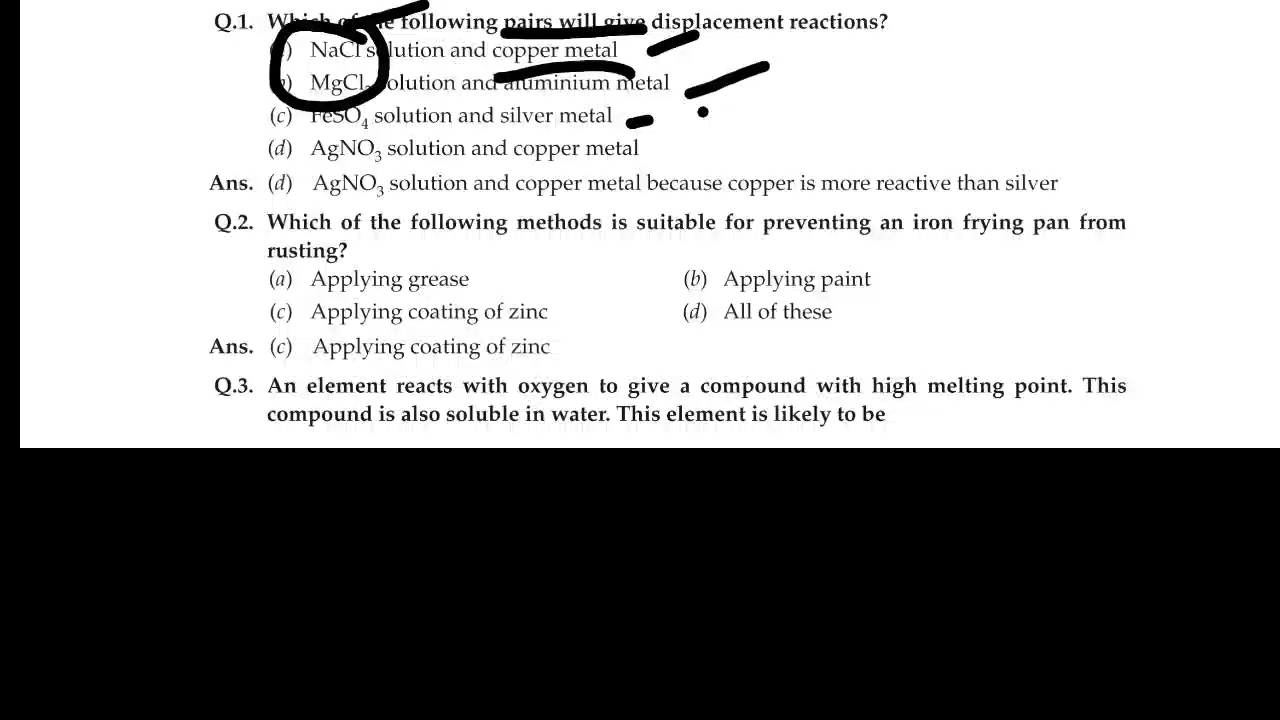 Q.1. Which of the following pairs will give displacement reactions?
(a) NaCl solution and copper metal
(b) MgCl₂ solution and aluminium metal
(c) FeSO₄ solution and silver metal
(d) AgNO₃ solution and copper metal
Ans. (d) AgNO₃ solution and copper metal because copper is more reactive than silver
Q.2. Which of the following methods is suitable for preventing an iron frying pan from
rusting?
(a) Applying grease (b) Applying paint
(c) Applying coating of zinc (d) All of these
Ans. (c) Applying coating of zinc
Q.3. An element reacts with oxygen to give a compound with high melting point. This
compound is also soluble in water. This element is likely to be